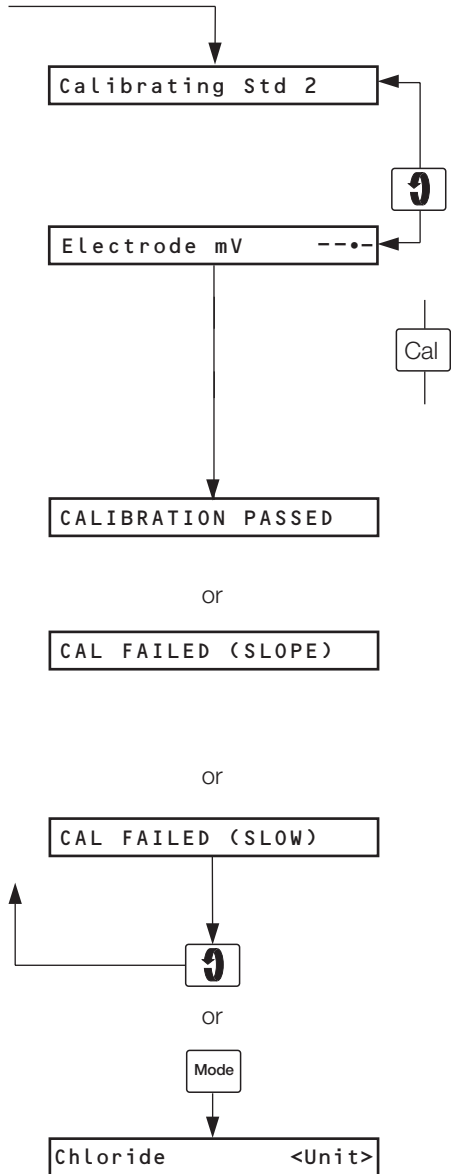 Calibrating Std 2
Electrode mV --.-
Cal
CALIBRATION PASSED
or
CAL FAILED (SLOPE)
or
CAL FAILED (SLOW)
or
Mode
Chloride <Unit>